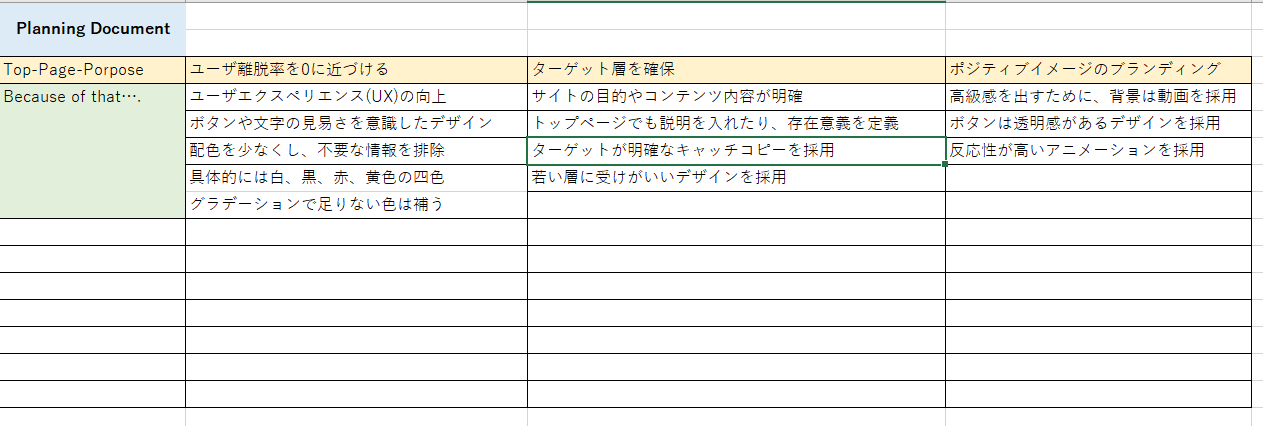 Planning Document
Top-Page-Porpose ユーザ離脱率を0に近づける ターゲット層を確保 ポジティブイメージのブランディング
Because of that…. ユーザエクスペリエンス(UX)の向上 サイトの目的やコンテンツ内容が明確 高級感を出すために、背景は動画を採用
ボタンや文字の見易さを意識したデザイン トップページでも説明を入れたり、存在意義を定義 ボタンは透明感があるデザインを採用
配色を少なくし、不要な情報を排除 ターゲットが明確なキャッチコピーを採用 反応性が高いアニメーションを採用
具体的には白、黒、赤、黄色の四色 若い層に受けがいいデザインを採用
グラデーションで足りない色は補う